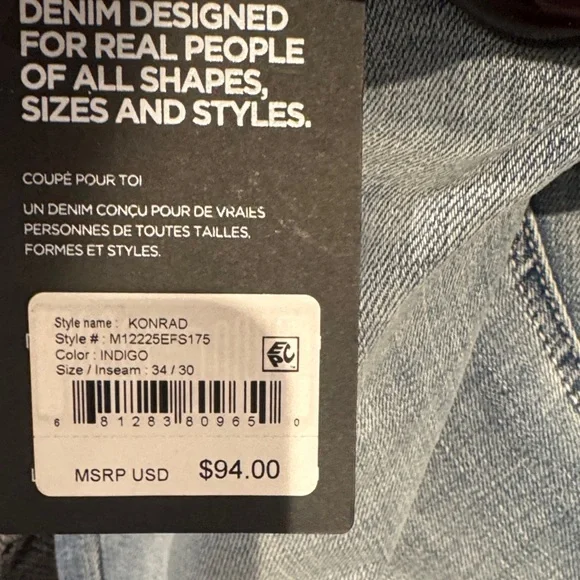 DENIM DESIGNED
FOR REAL PEOPLE
OF ALL SHAPES,
SIZES AND STYLES.
COUPÉ POUR TOI
UN DENIM CONÇU POUR DE VRAIES
PERSONNES DE TOUTES TAILLES,
FORMES ET STYLES.
Style name : KONRAD
Style # : M12225EFS175
Color : INDIGO
Size / Inseam : 34 / 30
EPC
6 81283 80965 0
MSRP USD $94.00